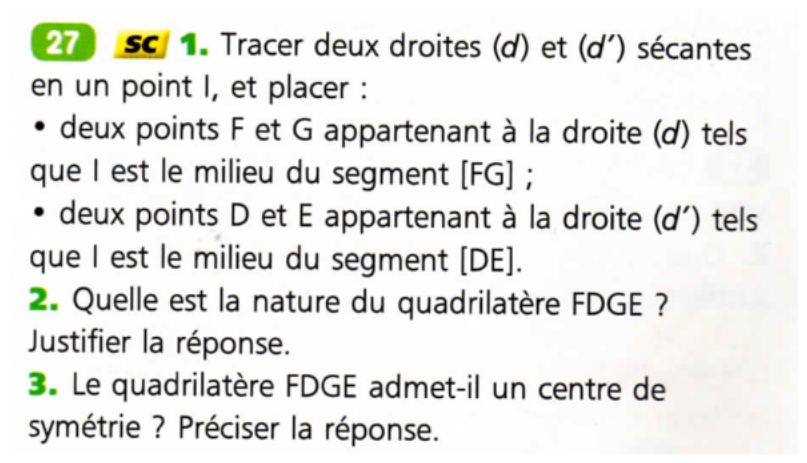 27 SC 1. Tracer deux droites (d) et (d′) sécantes
en un point I, et placer :
• deux points F et G appartenant à la droite (d) tels
que I est le milieu du segment [FG] ;
• deux points D et E appartenant à la droite (d′) tels
que I est le milieu du segment [DE].
2. Quelle est la nature du quadrilatère FDGE ?
Justifier la réponse.
3. Le quadrilatère FDGE admet-il un centre de
symétrie ? Préciser la réponse.